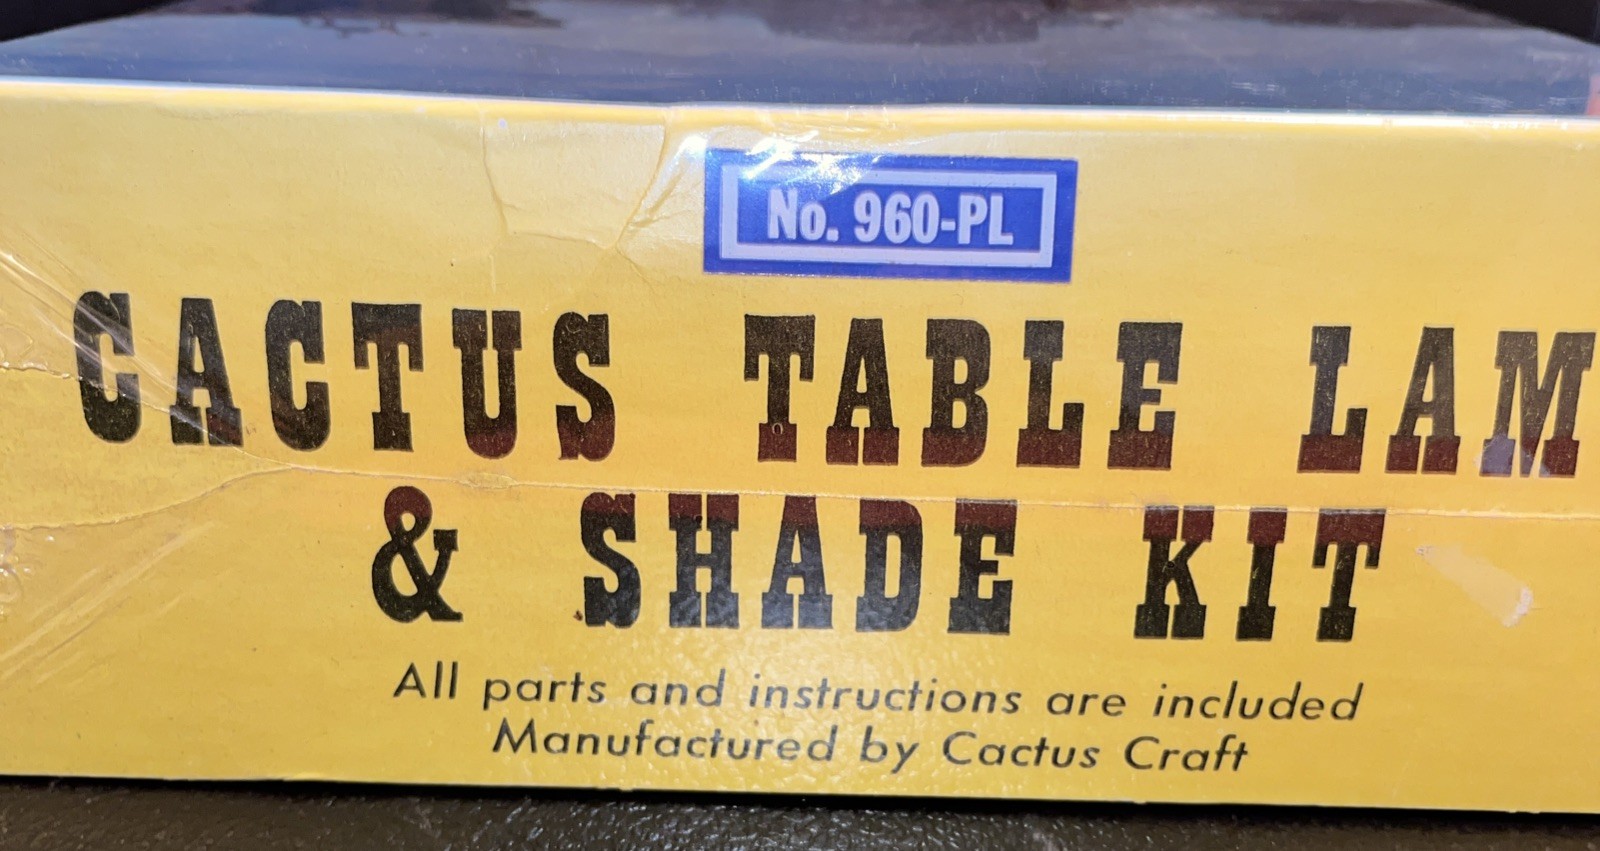 No. 960-PL
CACTUS TABLE LAM
& SHADE KIT
All parts and instructions are included
Manufactured by Cactus Craft